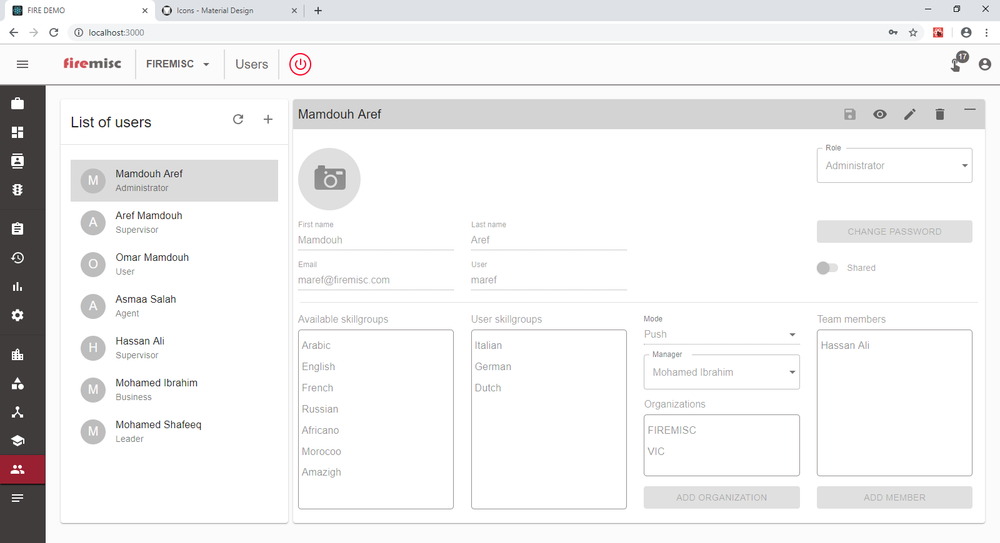 FIRE DEMO
Icons - Material Design
localhost:3000
firemisc
FIREMISC
Users
17
List of users
M
Mamdouh Aref
Administrator
A
Aref Mamdouh
Supervisor
O
Omar Mamdouh
User
A
Asmaa Salah
Agent
H
Hassan Ali
Supervisor
M
Mohamed Ibrahim
Business
M
Mohamed Shafeeq
Leader
Mamdouh Aref
Role
Administrator
First name
Mamdouh
Last name
Aref
CHANGE PASSWORD
Email
maref@firemisc.com
User
maref
Shared
Available skillgroups
Arabic
English
French
Russian
Africano
Morocoo
Amazigh
User skillgroups
Italian
German
Dutch
Mode
Push
Manager
Mohamed Ibrahim
Organizations
FIREMISC
VIC
ADD ORGANIZATION
Team members
Hassan Ali
ADD MEMBER